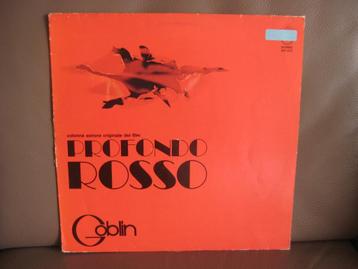 colonna sonora originale del film
PROFONDO
ROSSO
Goblin